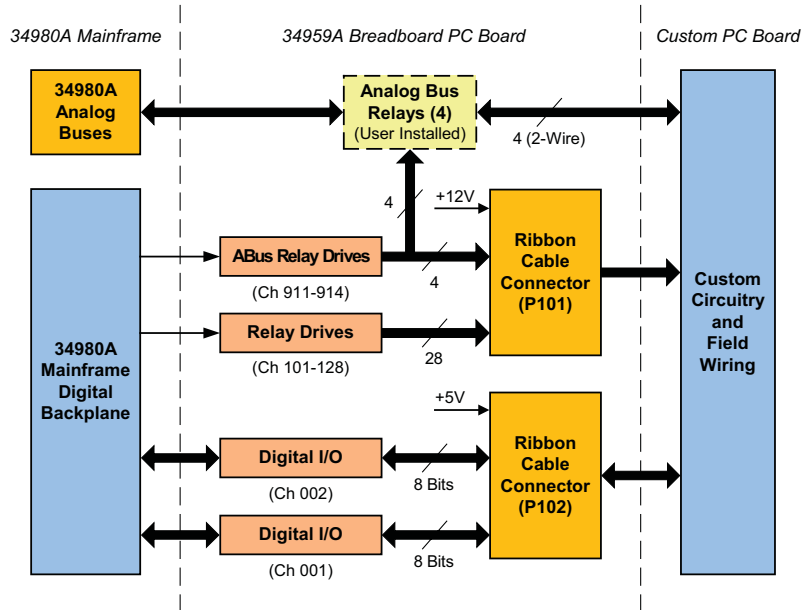 34980A Mainframe
34959A Breadboard PC Board
Custom PC Board
34980A
Analog
Buses
Analog Bus
Relays (4)
(User Installed)
4 (2-Wire)
4
+12V
ABus Relay Drives
(Ch 911-914)
4
Ribbon
Cable
Connector
(P101)
Relay Drives
(Ch 101-128)
28
34980A
Mainframe
Digital
Backplane
Custom
Circuitry
and
Field
Wiring
+5V
Digital I/O
(Ch 002)
8 Bits
Ribbon
Cable
Connector
(P102)
Digital I/O
(Ch 001)
8 Bits